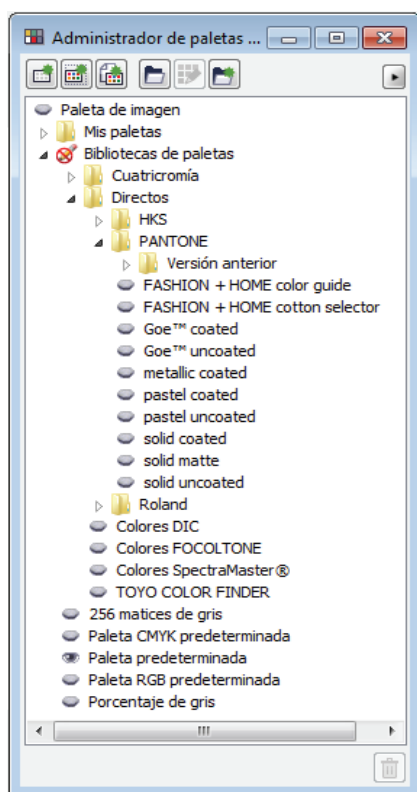 Administrador de paletas ...
Paleta de imagen
Mis paletas
Bibliotecas de paletas
Cuatricromía
Directos
HKS
PANTONE
Versión anterior
FASHION + HOME color guide
FASHION + HOME cotton selector
Goe™ coated
Goe™ uncoated
metallic coated
pastel coated
pastel uncoated
solid coated
solid matte
solid uncoated
Roland
Colores DIC
Colores FOCOLTONE
Colores SpectraMaster®
TOYO COLOR FINDER
256 matices de gris
Paleta CMYK predeterminada
Paleta predeterminada
Paleta RGB predeterminada
Porcentaje de gris